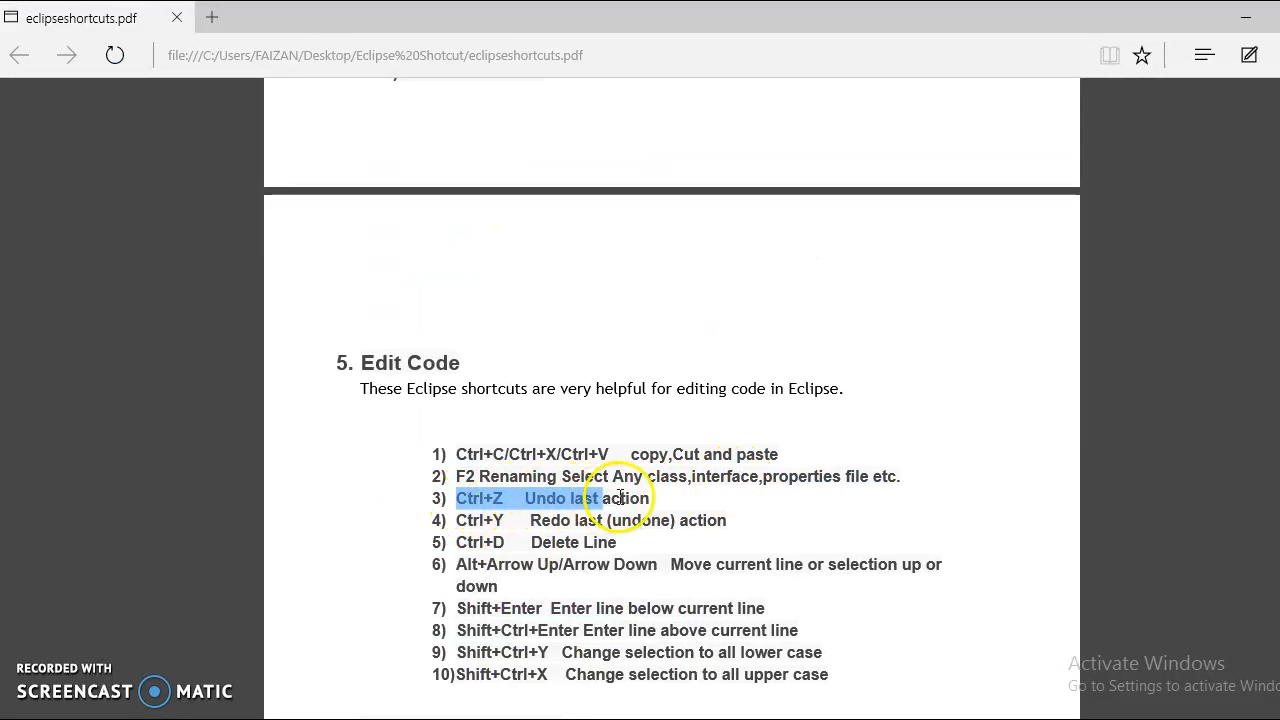 eclipseshortcuts.pdf
file:///C:/Users/FAIZAN/Desktop/Eclipse%20Shotcut/eclipseshortcuts.pdf
5. Edit Code
These Eclipse shortcuts are very helpful for editing code in Eclipse.
1) Ctrl+C/Ctrl+X/Ctrl+V copy,Cut and paste
2) F2 Renaming Select Any class,interface,properties file etc.
3) Ctrl+Z Undo last action
4) Ctrl+Y Redo last (undone) action
5) Ctrl+D Delete Line
6) Alt+Arrow Up/Arrow Down Move current line or selection up or
down
7) Shift+Enter Enter line below current line
8) Shift+Ctrl+Enter Enter line above current line
9) Shift+Ctrl+Y Change selection to all lower case
10)Shift+Ctrl+X Change selection to all upper case
Activate Windows
Go to Settings to activate Windo
RECORDED WITH
SCREENCAST MATIC